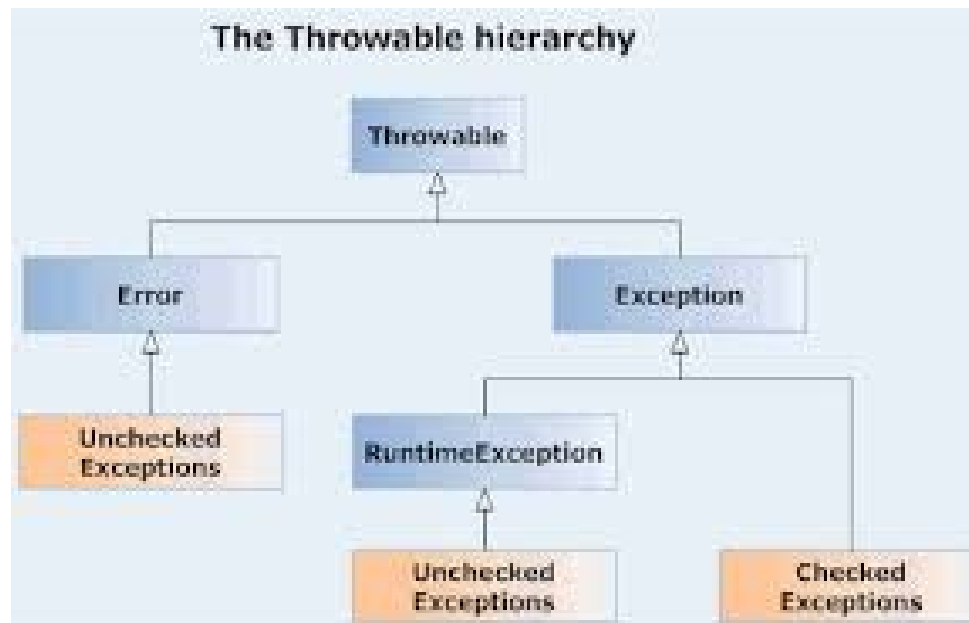 The Throwable hierarchy
Throwable
Error
Exception
Unchecked
Exceptions
RuntimeException
Unchecked
Exceptions
Checked
Exceptions